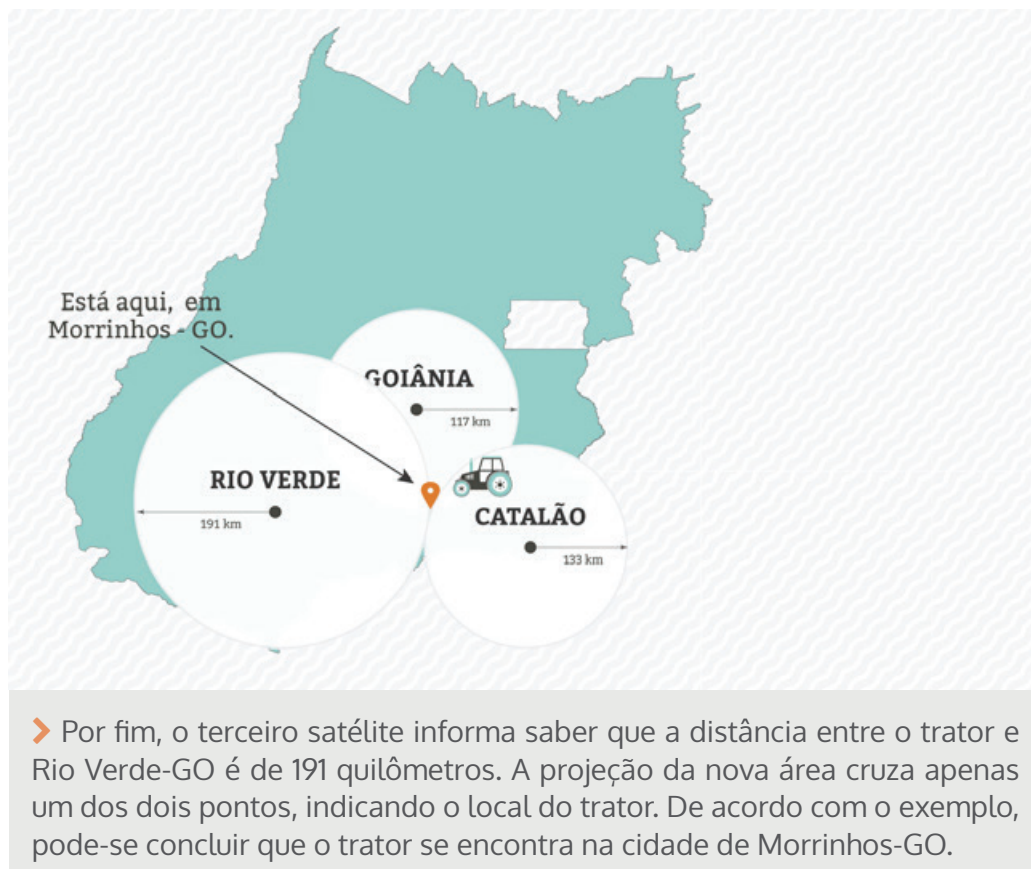 Está aqui, em
Morrinhos - GO.
GOIÂNIA
117 km
RIO VERDE
191 km
CATALÃO
133 km
Por fim, o terceiro satélite informa saber que a distância entre o trator e
Rio Verde-GO é de 191 quilômetros. A projeção da nova área cruza apenas
um dos dois pontos, indicando o local do trator. De acordo com o exemplo,
pode-se concluir que o trator se encontra na cidade de Morrinhos-GO.